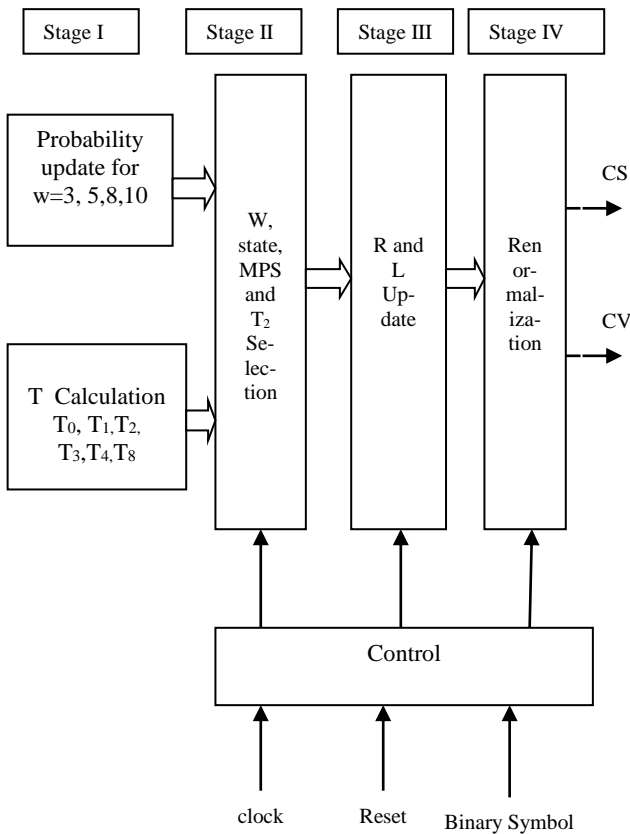 Stage I
Stage II
Stage III
Stage IV
Probability
update for
w=3, 5,8,10
T Calculation
T0, T1,T2,
T3,T4,T8
W,
state,
MPS
and
T2
Se-
lec-
tion
R and
L
Up-
date
Ren
or-
mal-
iza-
tion
CS
CV
Control
clock
Reset
Binary Symbol